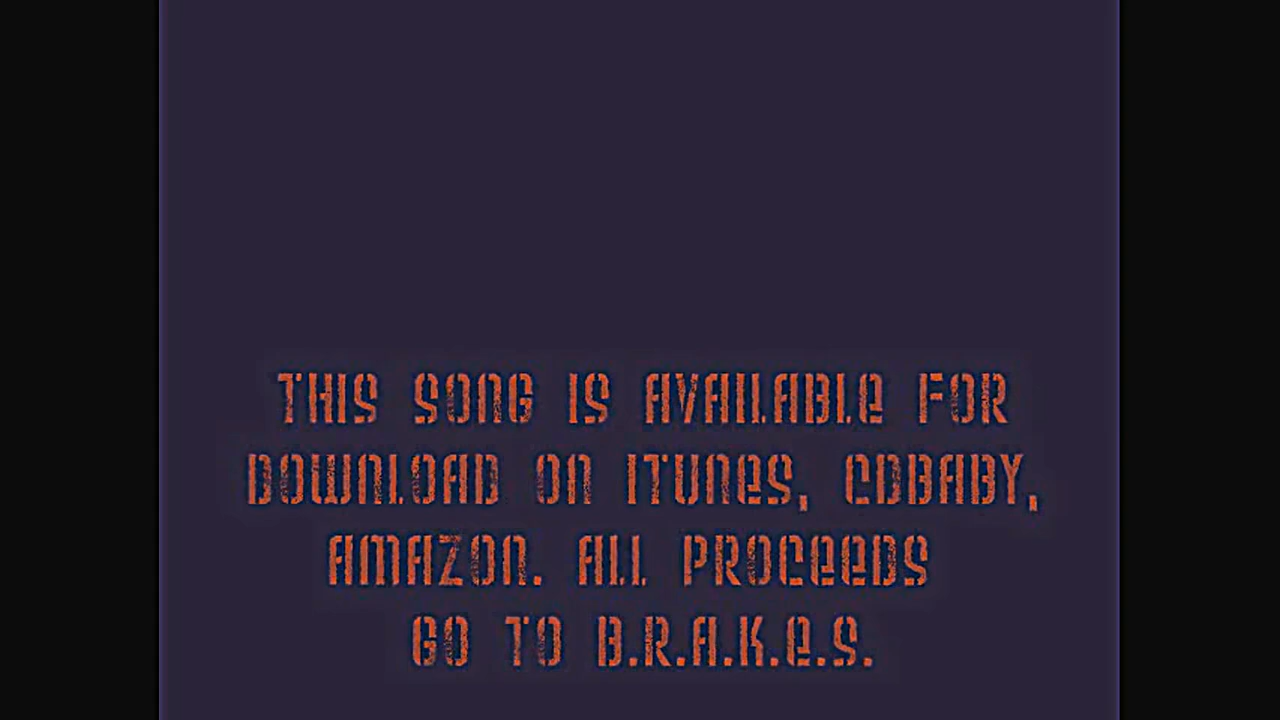 THIS SONG IS AVAILABLE FOR
DOWNLOAD ON ITUNES, CDBABY,
AMAZON. ALL PROCEEDS
GO TO B.R.A.K.E.S.